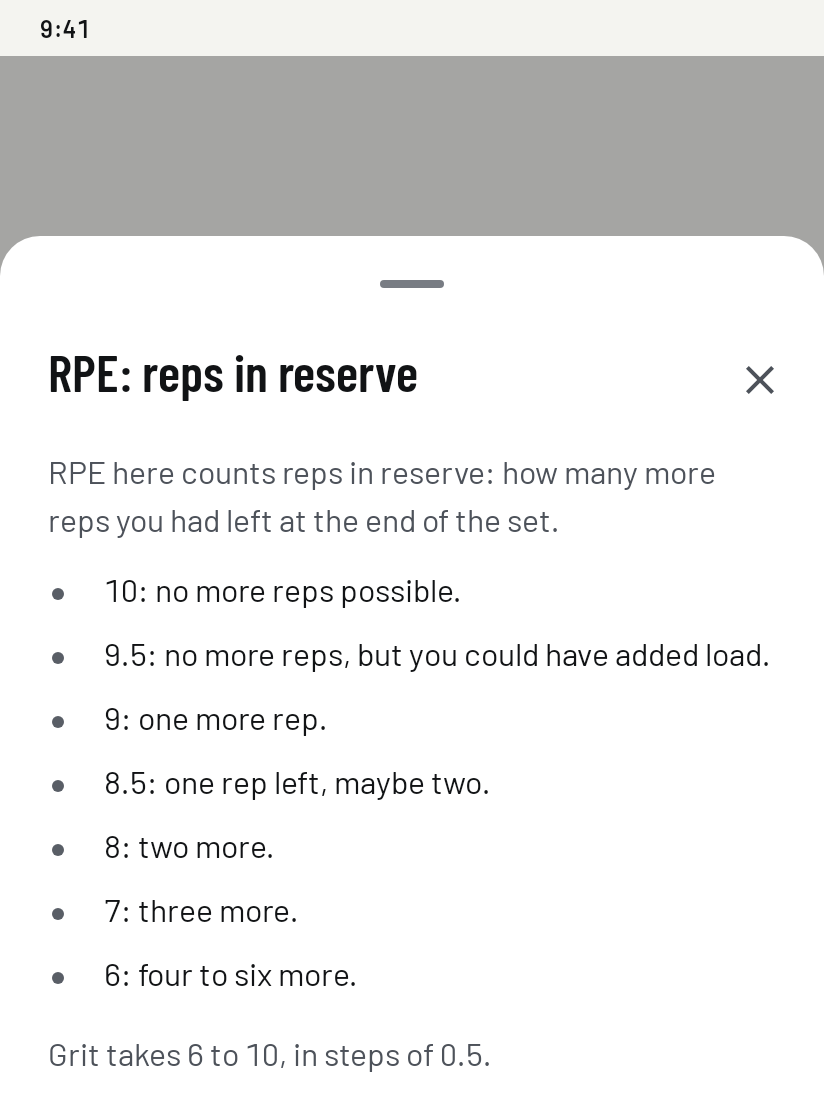 9:41
RPE: reps in reserve
RPE here counts reps in reserve: how many more
reps you had left at the end of the set.
10: no more reps possible.
9.5: no more reps, but you could have added load.
9: one more rep.
8.5: one rep left, maybe two.
8: two more.
7: three more.
6: four to six more.
Grit takes 6 to 10, in steps of 0.5.